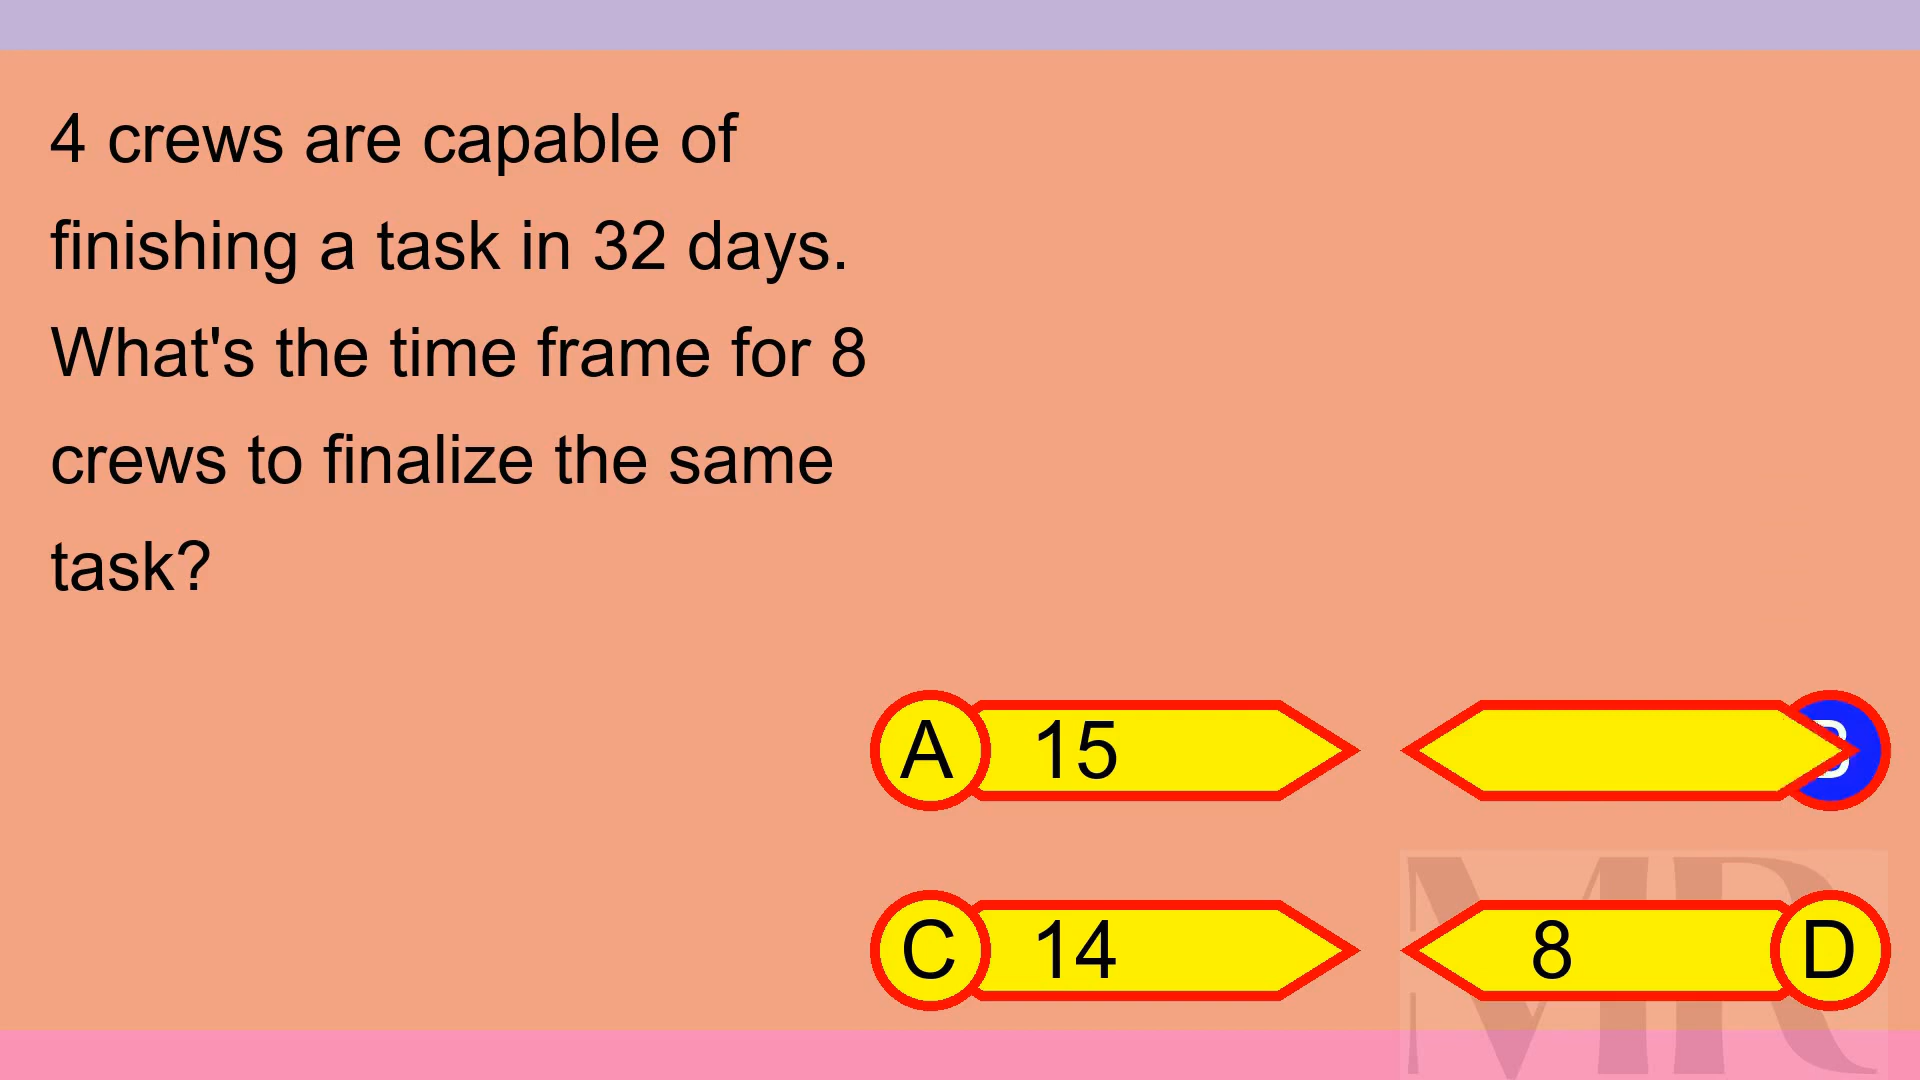 4 crews are capable of
finishing a task in 32 days.
What's the time frame for 8
crews to finalize the same
task?
A 15
B
C 14
8 D
MR